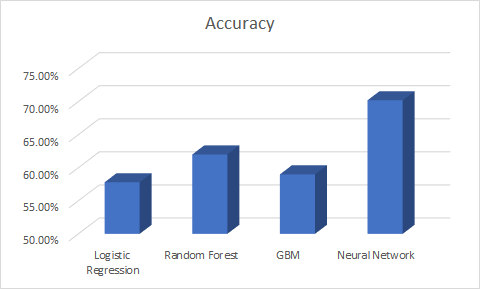 Accuracy
75.00%
70.00%
65.00%
60.00%
55.00%
50.00%
Logistic Regression
Random Forest
GBM
Neural Network